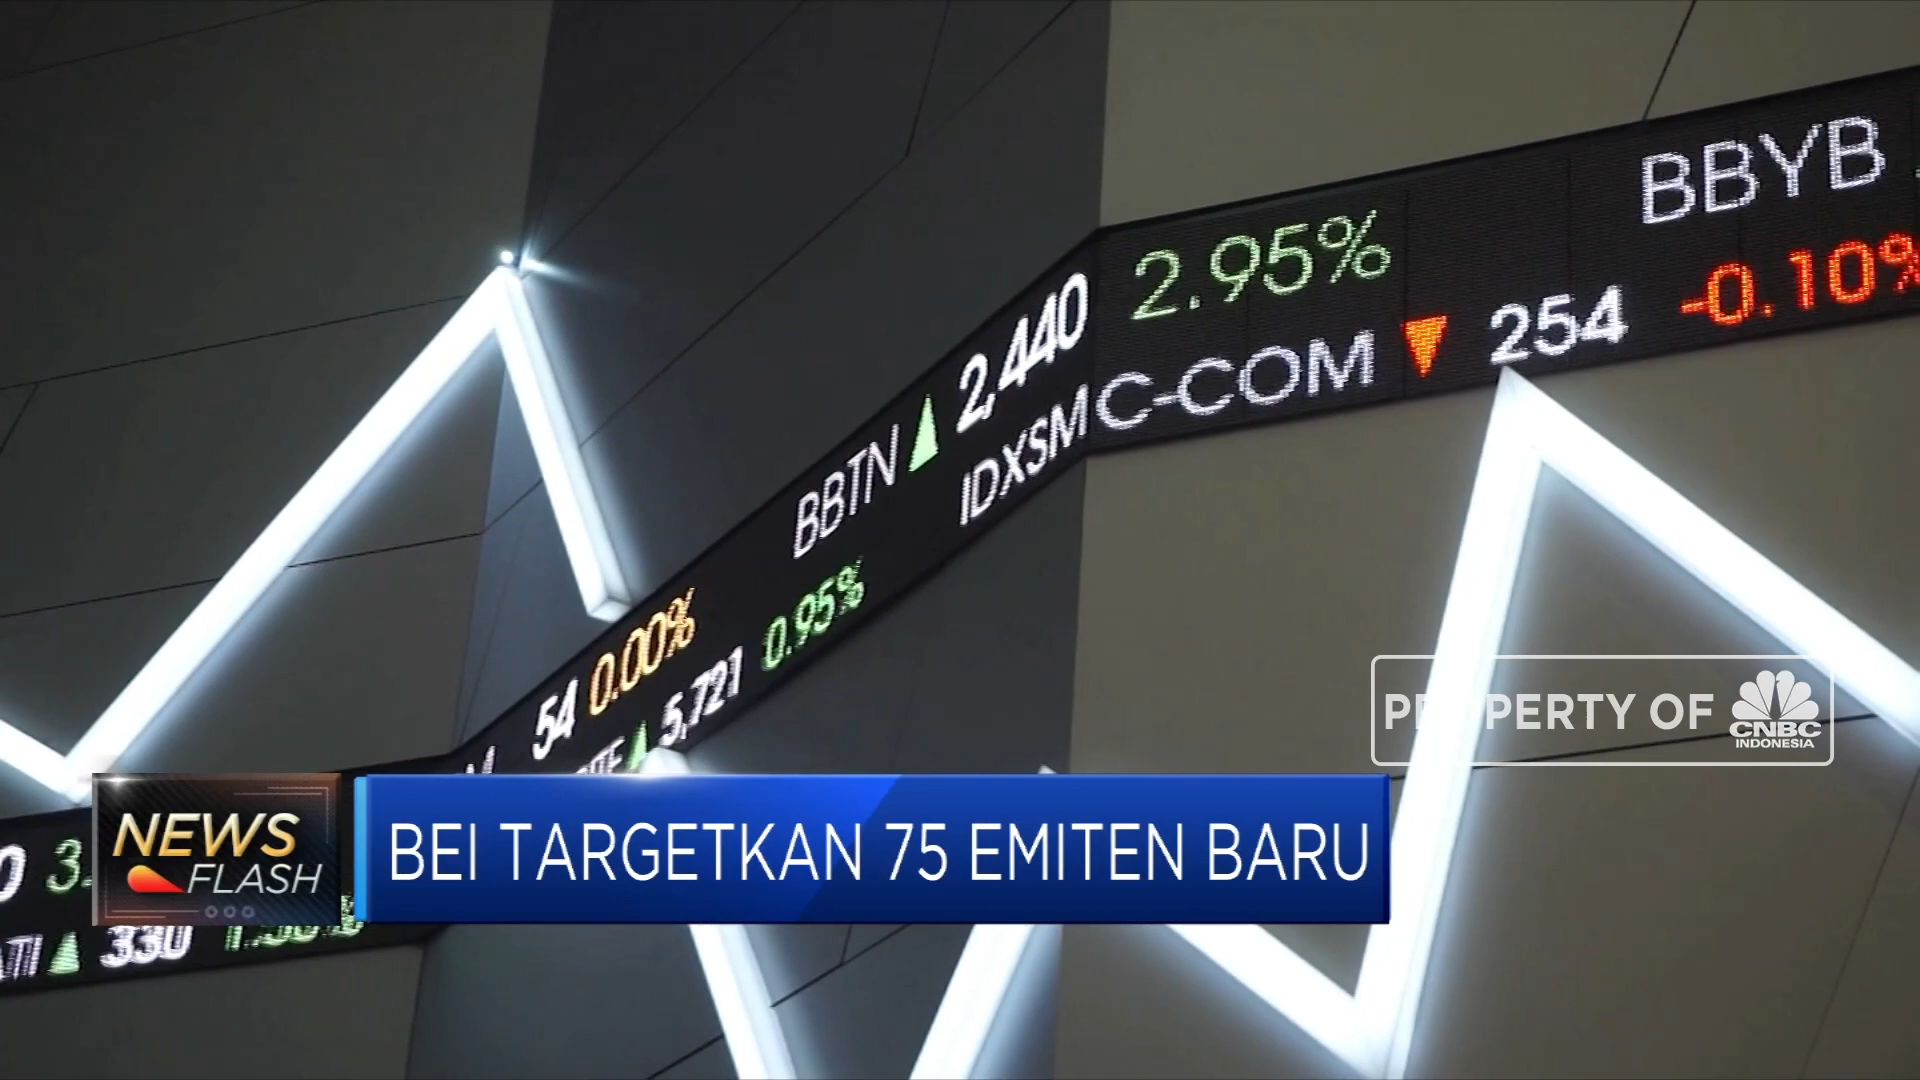 BBYB
2.95%
-0.10%
BBTN ▲ 2,440
IDXSMC-COM ▼ 254
54 0.00%
▲ 5,721 0.95%
PROPERTY OF CNBC INDONESIA
NEWS FLASH
BEI TARGETKAN 75 EMITEN BARU
▲ 330